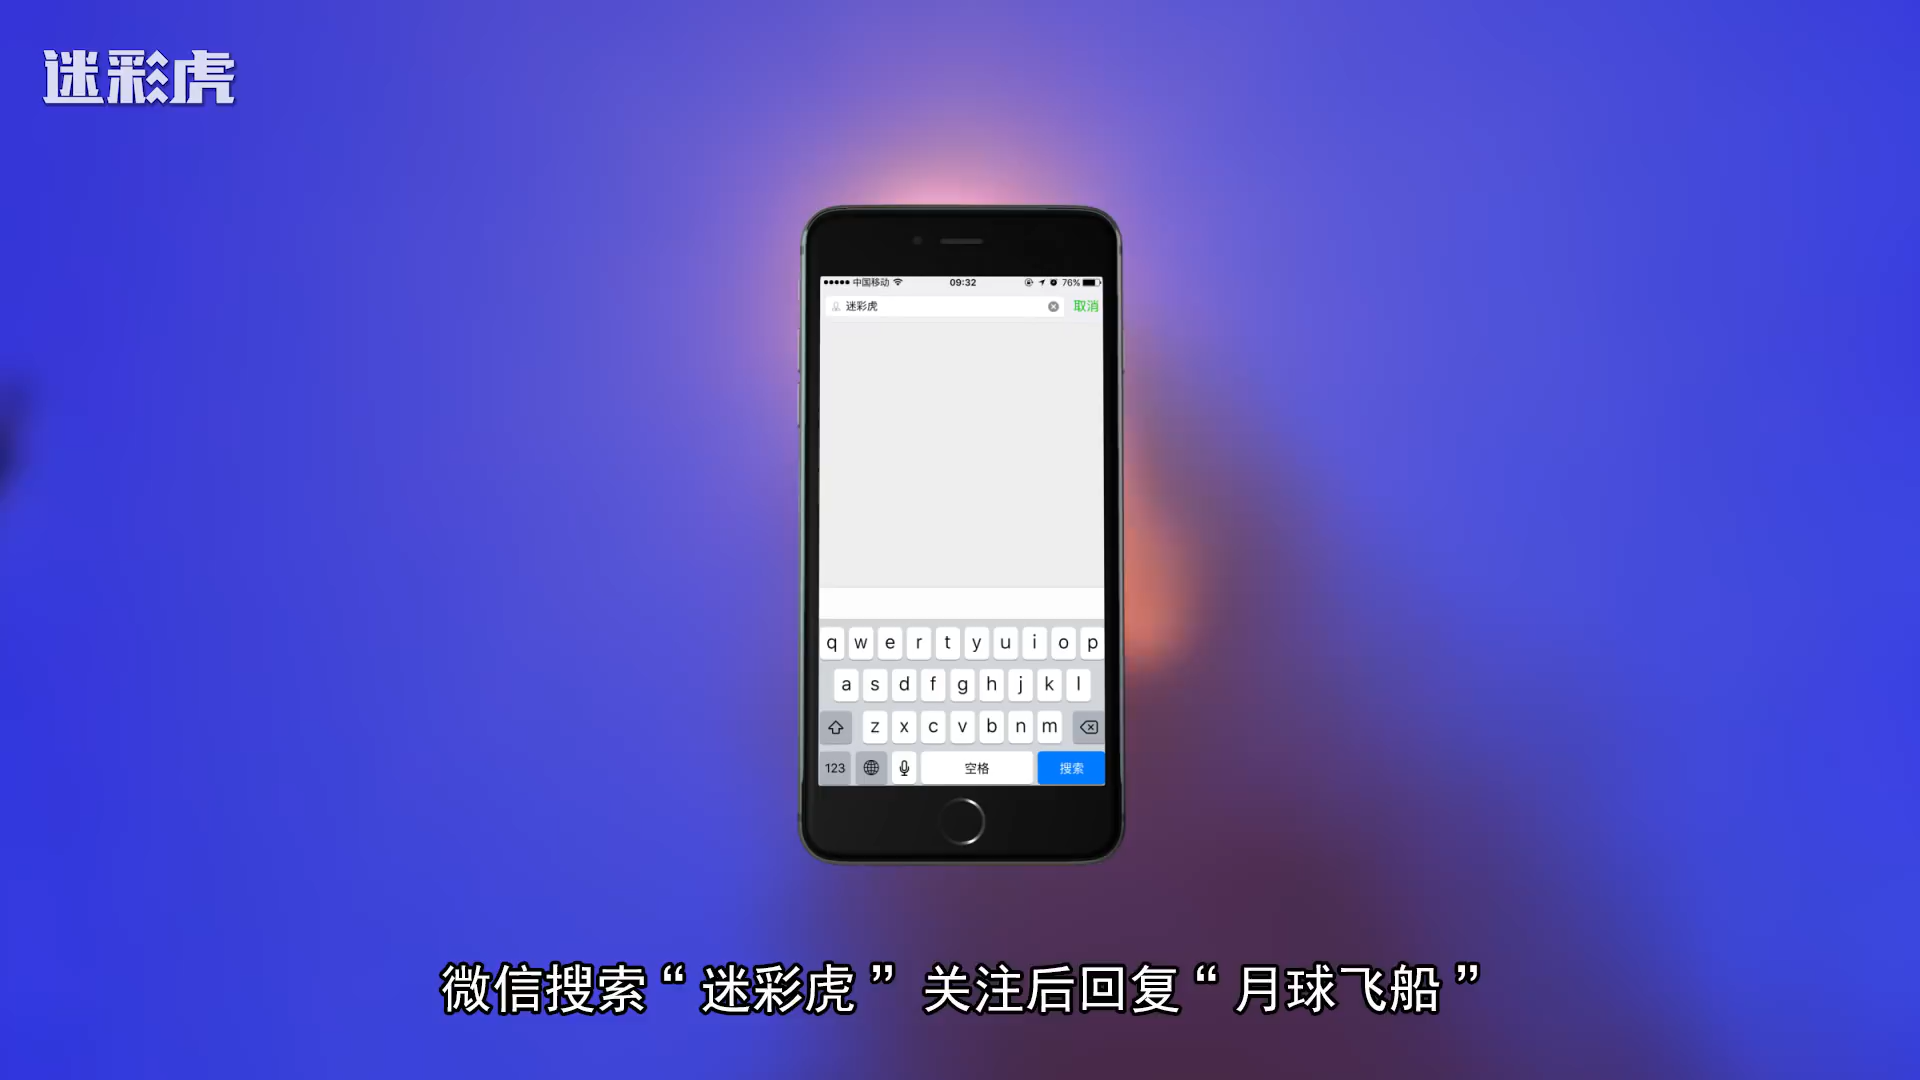 迷彩虎
中国移动 09:32 76%
迷彩虎 取消
q w e r t y u i o p
a s d f g h j k l
z x c v b n m
123 空格 搜索
微信搜索“迷彩虎” 关注后回复“月球飞船”